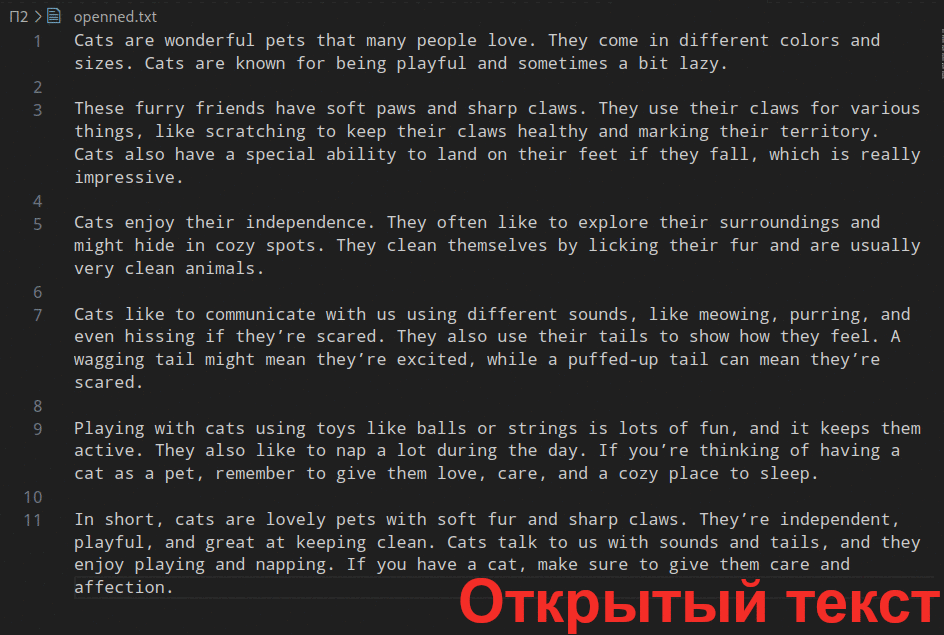 П2 > openned.txt
1 Cats are wonderful pets that many people love. They come in different colors and
sizes. Cats are known for being playful and sometimes a bit lazy.
2
3 These furry friends have soft paws and sharp claws. They use their claws for various
things, like scratching to keep their claws healthy and marking their territory.
Cats also have a special ability to land on their feet if they fall, which is really
impressive.
4
5 Cats enjoy their independence. They often like to explore their surroundings and
might hide in cozy spots. They clean themselves by licking their fur and are usually
very clean animals.
6
7 Cats like to communicate with us using different sounds, like meowing, purring, and
even hissing if they’re scared. They also use their tails to show how they feel. A
wagging tail might mean they’re excited, while a puffed-up tail can mean they’re
scared.
8
9 Playing with cats using toys like balls or strings is lots of fun, and it keeps them
active. They also like to nap a lot during the day. If you’re thinking of having a
cat as a pet, remember to give them love, care, and a cozy place to sleep.
10
11 In short, cats are lovely pets with soft fur and sharp claws. They’re independent,
playful, and great at keeping clean. Cats talk to us with sounds and tails, and they
enjoy playing and napping. If you have a cat, make sure to give them care and
affection.
Открытый текст